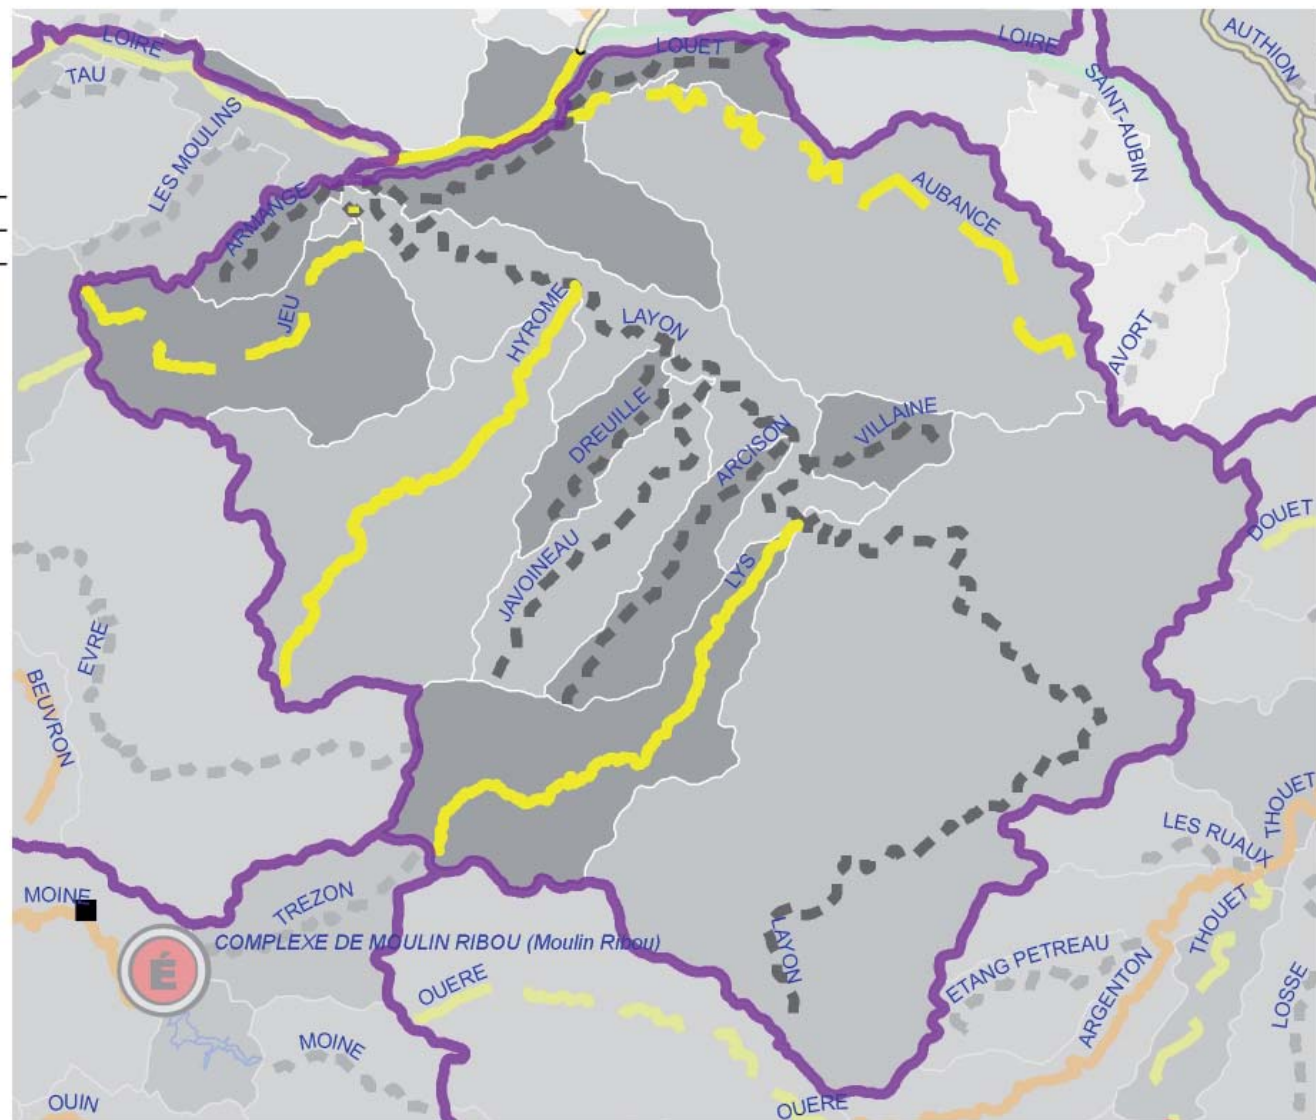 LOIRE
LOUET
LOIRE
AUTHION
TAU
SAINT-AUBIN
LES MOULINS
ARMANGE
AUBANCE
JEU
HYROME
LAYON
AVORT
DREUILLE
ARCISON
VILLAINE
DOUET
JAVOINEAU
LYS
EVRE
BEUVRON
THOUET
LES RUAUX
MOINE
TREZON
THOUET
COMPLEXE DE MOULIN RIBOU (Moulin Ribou)
É
LAYON
ETANG PETREAU
OUERE
ARGENTON
LOSSE
MOINE
OUIN
OUERE